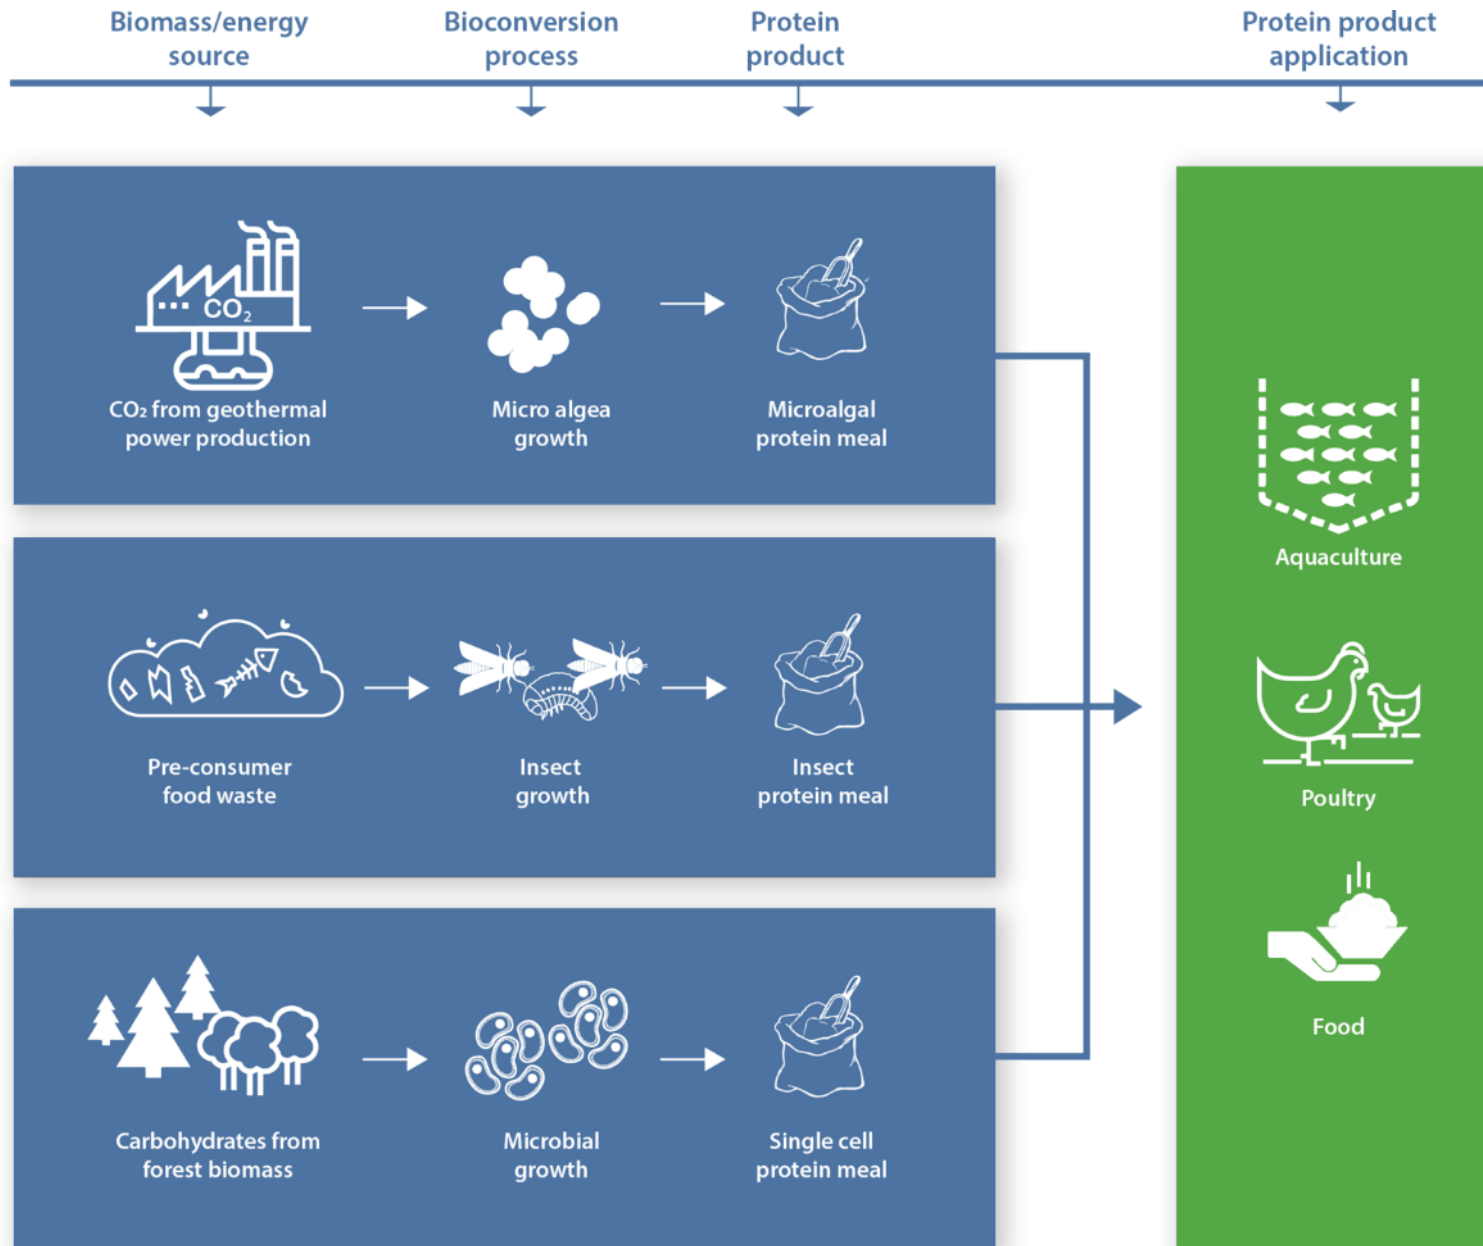 Biomass/energy
source
Bioconversion
process
Protein
product
Protein product
application
CO₂
CO₂ from geothermal
power production
Micro algea
growth
Microalgal
protein meal
Pre-consumer
food waste
Insect
growth
Insect
protein meal
Carbohydrates from
forest biomass
Microbial
growth
Single cell
protein meal
Aquaculture
Poultry
Food